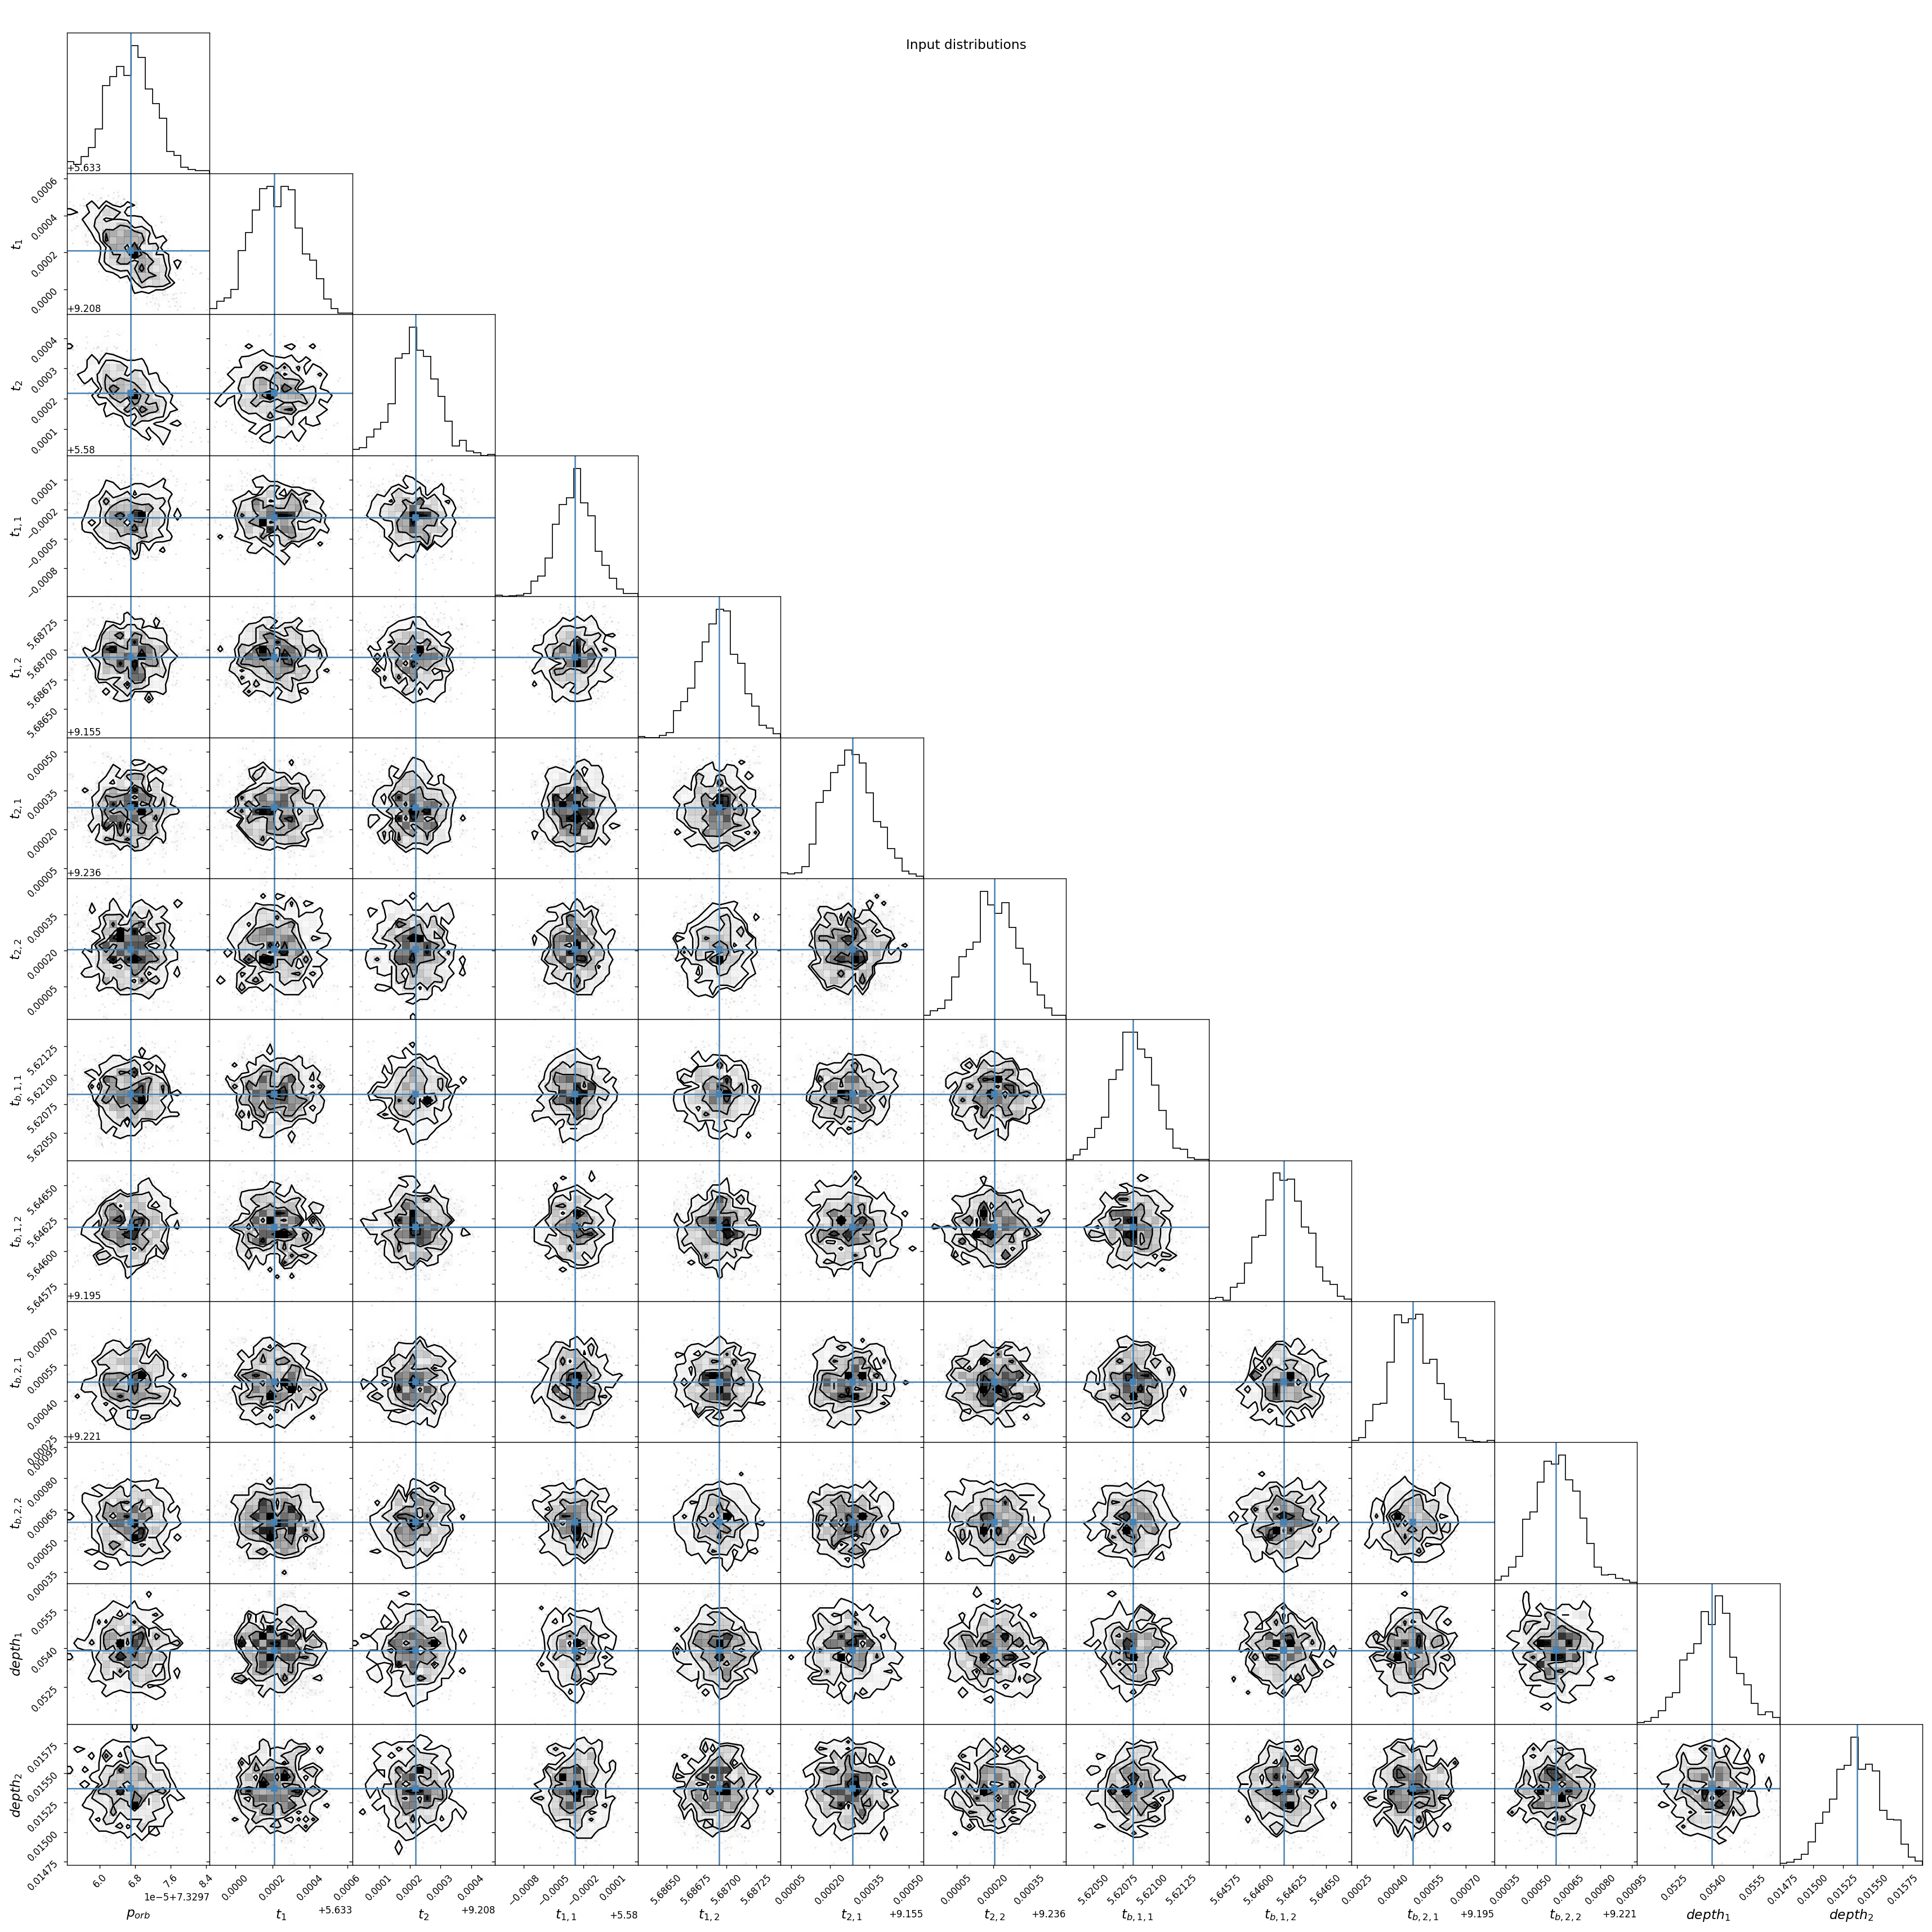 Input distributions
+5.633
0.0006
0.0004
t_1
0.0002
0.0000
+9.208
0.0004
0.0003
t_2
0.0002
0.0001
+5.58
0.0001
−0.0002
t_{1,1}
−0.0005
−0.0008
5.68725
5.68700
t_{1,2}
5.68675
5.68650
+9.155
0.00050
0.00035
t_{2,1}
0.00020
0.00005
+9.236
0.00035
t_{2,2}
0.00020
0.00005
5.62125
5.62100
t_{b,1,1}
5.62075
5.62050
5.64650
5.64625
t_{b,1,2}
5.64600
5.64575
+9.195
0.00070
0.00055
t_{b,2,1}
0.00040
0.00025
+9.221
0.00095
0.00080
0.00065
t_{b,2,2}
0.00050
0.00035
0.0555
0.0540
depth_1
0.0525
0.01575
0.01550
depth_2
0.01525
0.01500
0.01475
6.0 6.8 7.6 8.4
1e−5+7.3297
p_{orb}
0.0000 0.0002 0.0004 0.0006
+5.633
t_1
0.0001 0.0002 0.0003 0.0004
+9.208
t_2
−0.0008 −0.0005 −0.0002 0.0001
+5.58
t_{1,1}
5.68650 5.68675 5.68700 5.68725
t_{1,2}
0.00005 0.00020 0.00035 0.00050
+9.155
t_{2,1}
0.00005 0.00020 0.00035
+9.236
t_{2,2}
5.62050 5.62075 5.62100 5.62125
t_{b,1,1}
5.64575 5.64600 5.64625 5.64650
t_{b,1,2}
0.00025 0.00040 0.00055 0.00070
+9.195
t_{b,2,1}
0.00035 0.00050 0.00065 0.00080 0.00095
+9.221
t_{b,2,2}
0.0525 0.0540 0.0555
depth_1
0.01475 0.01500 0.01525 0.01550 0.01575
depth_2